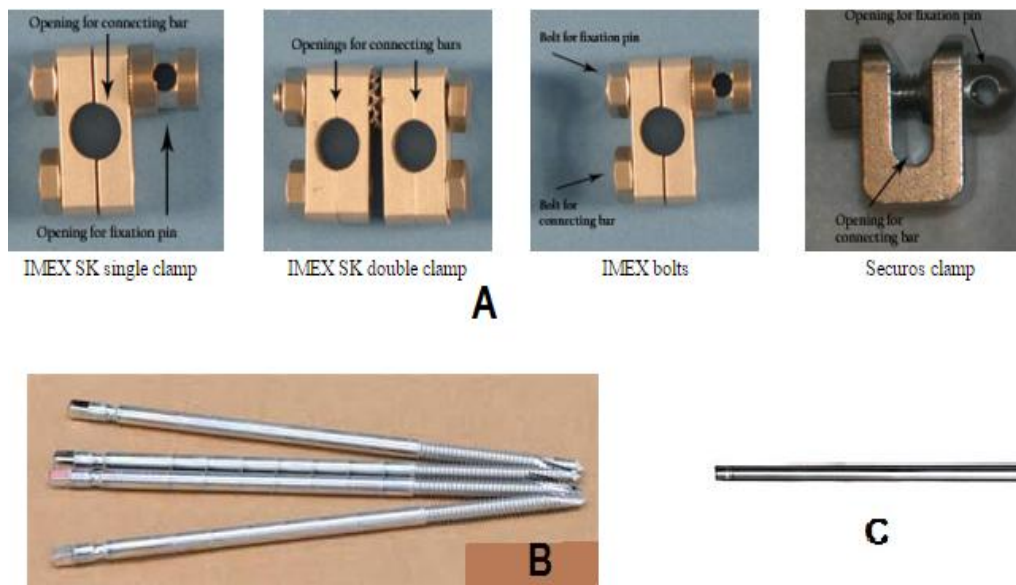 Opening for connecting bar
Opening for fixation pin
IMEX SK single clamp
Openings for connecting bars
IMEX SK double clamp
Bolt for fixation pin
Bolt for
connecting bar
IMEX bolts
Opening for fixation pin
Opening for
connecting bar
Securos clamp
A
B
C